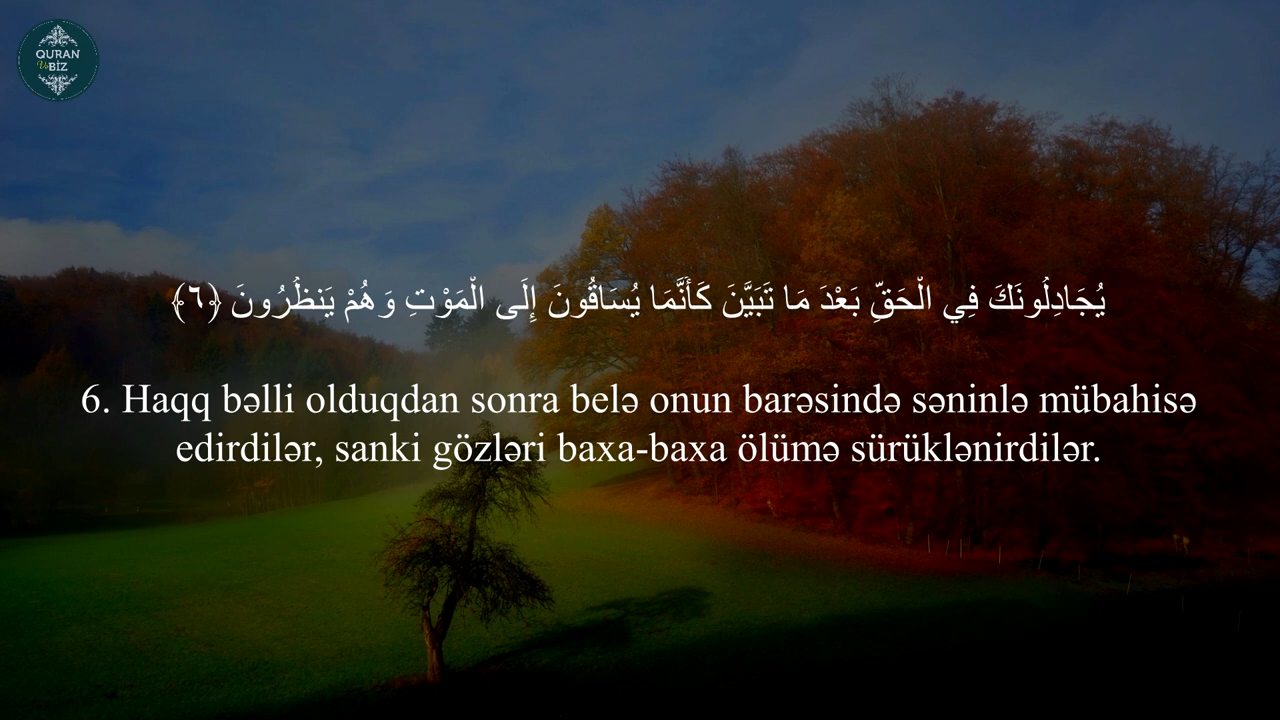 QURAN
Və BİZ
يُجَادِلُونَكَ فِي الْحَقِّ بَعْدَ مَا تَبَيَّنَ كَأَنَّمَا يُسَاقُونَ إِلَى الْمَوْتِ وَهُمْ يَنظُرُونَ ﴿٦﴾
6. Haqq bəlli olduqdan sonra belə onun barəsində səninlə mübahisə
edirdilər, sanki gözləri baxa-baxa ölümə sürüklənirdilər.